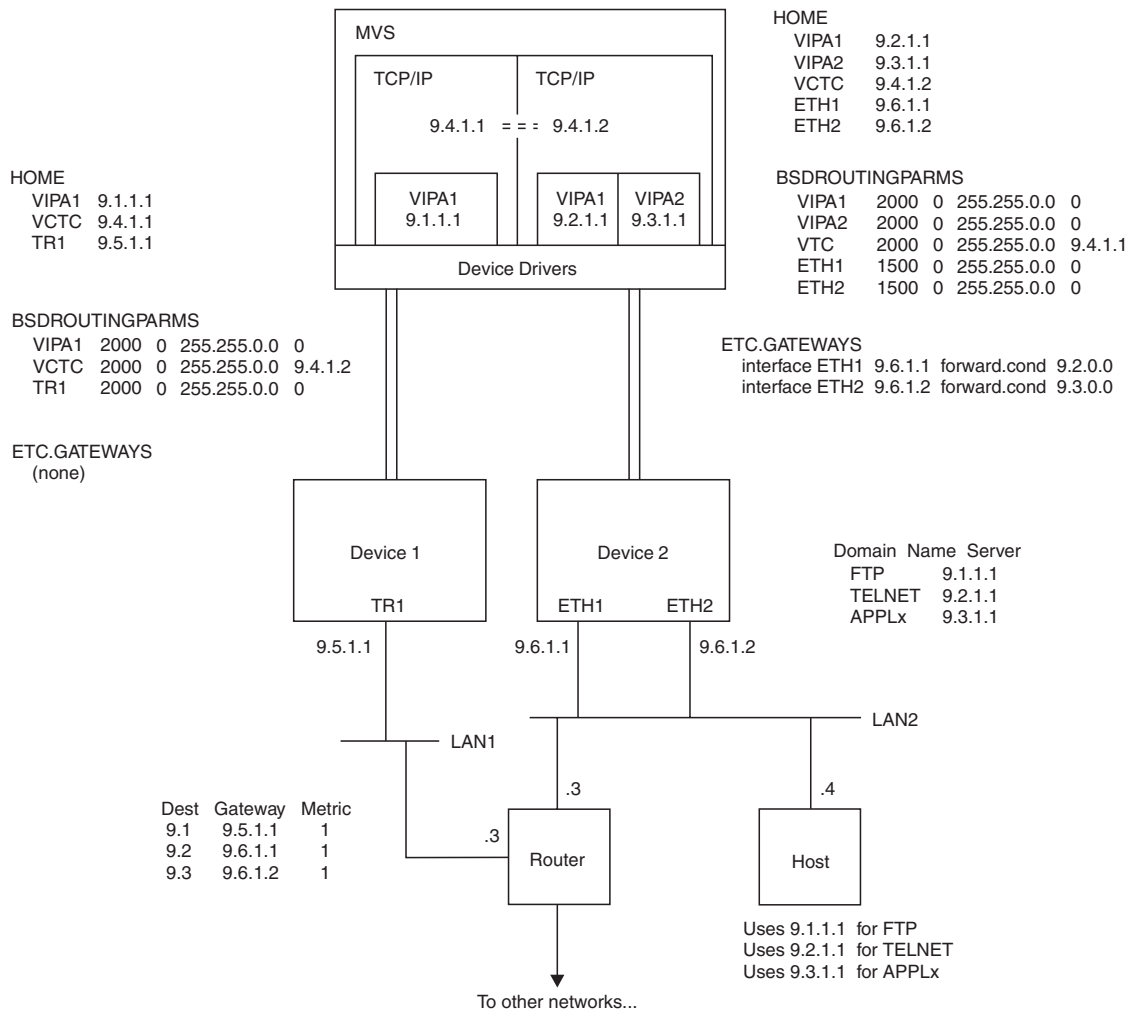 MVS
TCP/IP
TCP/IP
9.4.1.1 = = = 9.4.1.2
VIPA1
9.1.1.1
VIPA1
9.2.1.1
VIPA2
9.3.1.1
Device Drivers
HOME
VIPA1 9.2.1.1
VIPA2 9.3.1.1
VCTC 9.4.1.2
ETH1 9.6.1.1
ETH2 9.6.1.2
HOME
VIPA1 9.1.1.1
VCTC 9.4.1.1
TR1 9.5.1.1
BSDROUTINGPARMS
VIPA1 2000 0 255.255.0.0 0
VIPA2 2000 0 255.255.0.0 0
VTC 2000 0 255.255.0.0 9.4.1.1
ETH1 1500 0 255.255.0.0 0
ETH2 1500 0 255.255.0.0 0
BSDROUTINGPARMS
VIPA1 2000 0 255.255.0.0 0
VCTC 2000 0 255.255.0.0 9.4.1.2
TR1 2000 0 255.255.0.0 0
ETC.GATEWAYS
interface ETH1 9.6.1.1 forward.cond 9.2.0.0
interface ETH2 9.6.1.2 forward.cond 9.3.0.0
ETC.GATEWAYS
(none)
Device 1
TR1
Device 2
ETH1 ETH2
Domain Name Server
FTP 9.1.1.1
TELNET 9.2.1.1
APPLx 9.3.1.1
9.5.1.1
9.6.1.1
9.6.1.2
LAN2
LAN1
.3
.4
Dest Gateway Metric
9.1 9.5.1.1 1
9.2 9.6.1.1 1
9.3 9.6.1.2 1
.3
Router
Host
Uses 9.1.1.1 for FTP
Uses 9.2.1.1 for TELNET
Uses 9.3.1.1 for APPLx
To other networks...